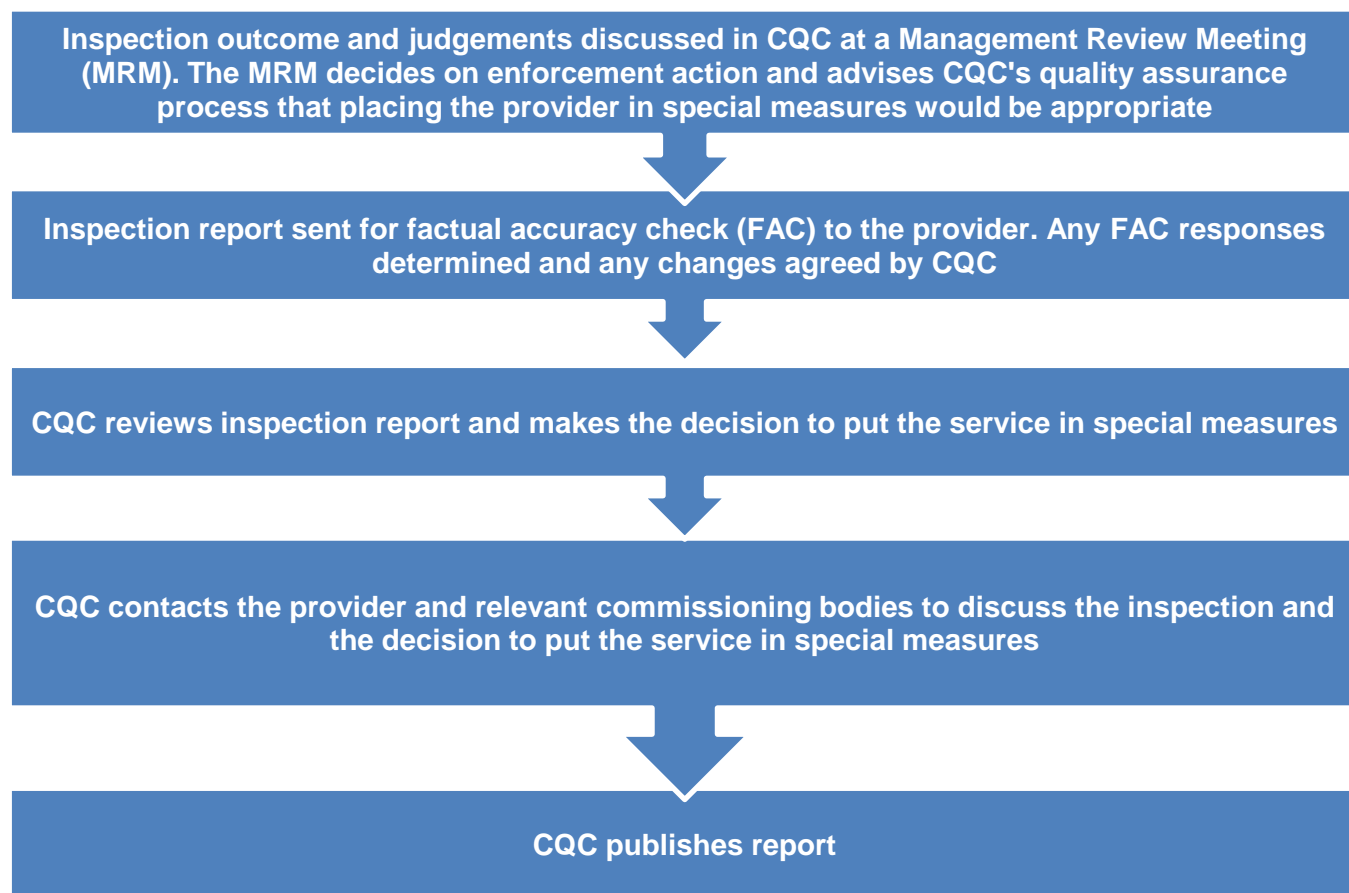 Inspection outcome and judgements discussed in CQC at a Management Review Meeting
(MRM). The MRM decides on enforcement action and advises CQC's quality assurance
process that placing the provider in special measures would be appropriate
Inspection report sent for factual accuracy check (FAC) to the provider. Any FAC responses
determined and any changes agreed by CQC
CQC reviews inspection report and makes the decision to put the service in special measures
CQC contacts the provider and relevant commissioning bodies to discuss the inspection and
the decision to put the service in special measures
CQC publishes report